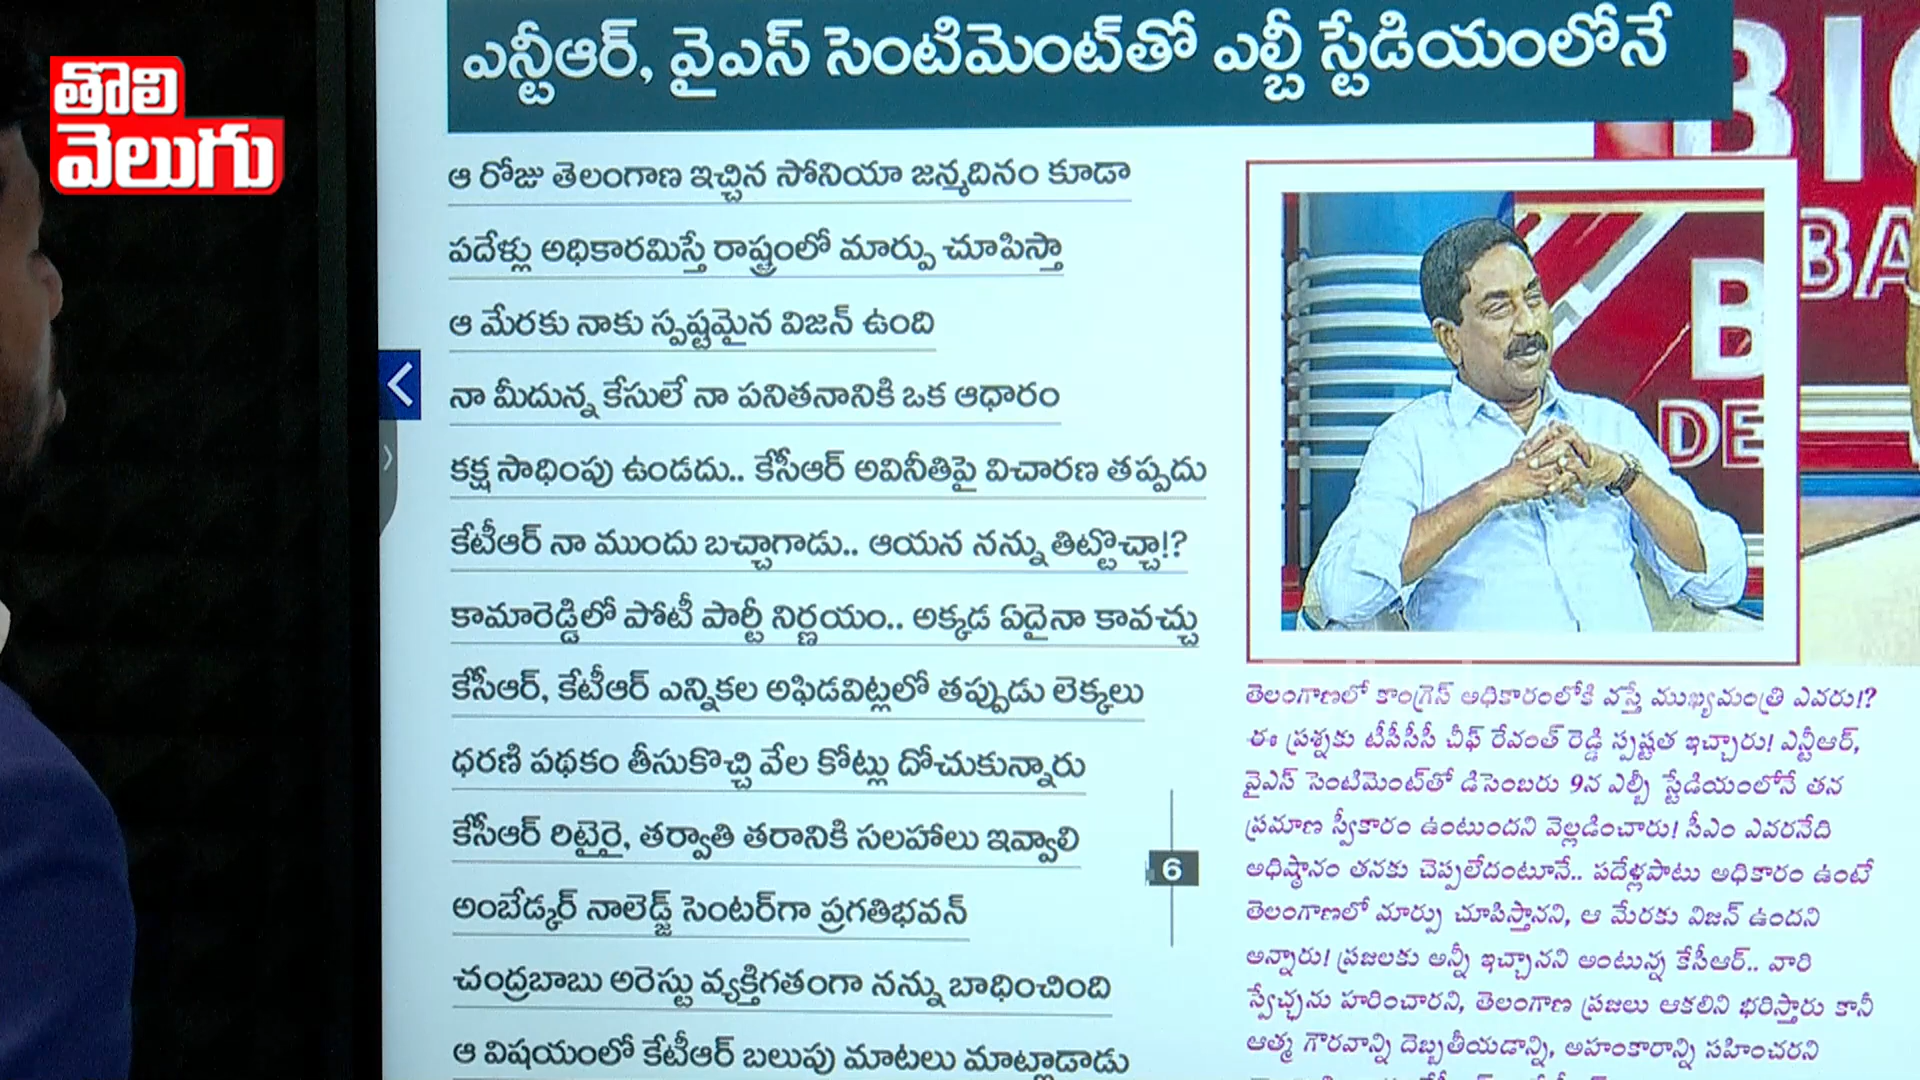 తొలి
వెలుగు
ఎన్టీఆర్, వైఎస్ సెంటిమెంట్‌తో ఎల్బీ స్టేడియంలోనే
ఆ రోజు తెలంగాణ ఇచ్చిన సోనియా జన్మదినం కూడా
పదేళ్లు అధికారమిస్తే రాష్ట్రంలో మార్పు చూపిస్తా
ఆ మేరకు నాకు స్పష్టమైన విజన్ ఉంది
నా మీదున్న కేసులే నా పనితనానికి ఒక ఆధారం
కక్ష సాధింపు ఉండదు.. కేసీఆర్ అవినీతిపై విచారణ తప్పదు
కేటీఆర్ నా ముందు బచ్చాగాడు.. ఆయన నన్ను తిట్టొచ్చా!?
కామారెడ్డిలో పోటీ పార్టీ నిర్ణయం.. అక్కడ ఏదైనా కావచ్చు
కేసీఆర్, కేటీఆర్ ఎన్నికల అఫిడవిట్లలో తప్పుడు లెక్కలు
ధరణి పథకం తీసుకొచ్చి వేల కోట్లు దోచుకున్నారు
కేసీఆర్ రిటైరై, తర్వాతి తరానికి సలహాలు ఇవ్వాలి
అంబేడ్కర్ నాలెడ్జ్ సెంటర్‌గా ప్రగతిభవన్
చంద్రబాబు అరెస్టు వ్యక్తిగతంగా నన్ను బాధించింది
ఆ విషయంలో కేటీఆర్ బలుపు మాటలు మాట్లాడాడు
6
BIG
BA
B
DE
తెలంగాణలో కాంగ్రెస్ అధికారంలోకి వస్తే ముఖ్యమంత్రి ఎవరు!?
ఈ ప్రశ్నకు టీపీసీసీ చీఫ్ రేవంత్ రెడ్డి స్పష్టత ఇచ్చారు! ఎన్టీఆర్,
వైఎస్ సెంటిమెంట్‌తో డిసెంబరు 9న ఎల్బీ స్టేడియంలోనే తన
ప్రమాణ స్వీకారం ఉంటుందని వెల్లడించారు! సీఎం ఎవరనేది
అధిష్ఠానం తనకు చెప్పలేదంటూనే.. పదేళ్లపాటు అధికారం ఉంటే
తెలంగాణలో మార్పు చూపిస్తానని, ఆ మేరకు విజన్ ఉందని
అన్నారు! ప్రజలకు అన్నీ ఇచ్చానని అంటున్న కేసీఆర్.. వారి
స్వేచ్ఛను హరించారని, తెలంగాణ ప్రజలు ఆకలిని భరిస్తారు కానీ
ఆత్మ గౌరవాన్ని దెబ్బతీయడాన్ని, అహంకారాన్ని సహించరని